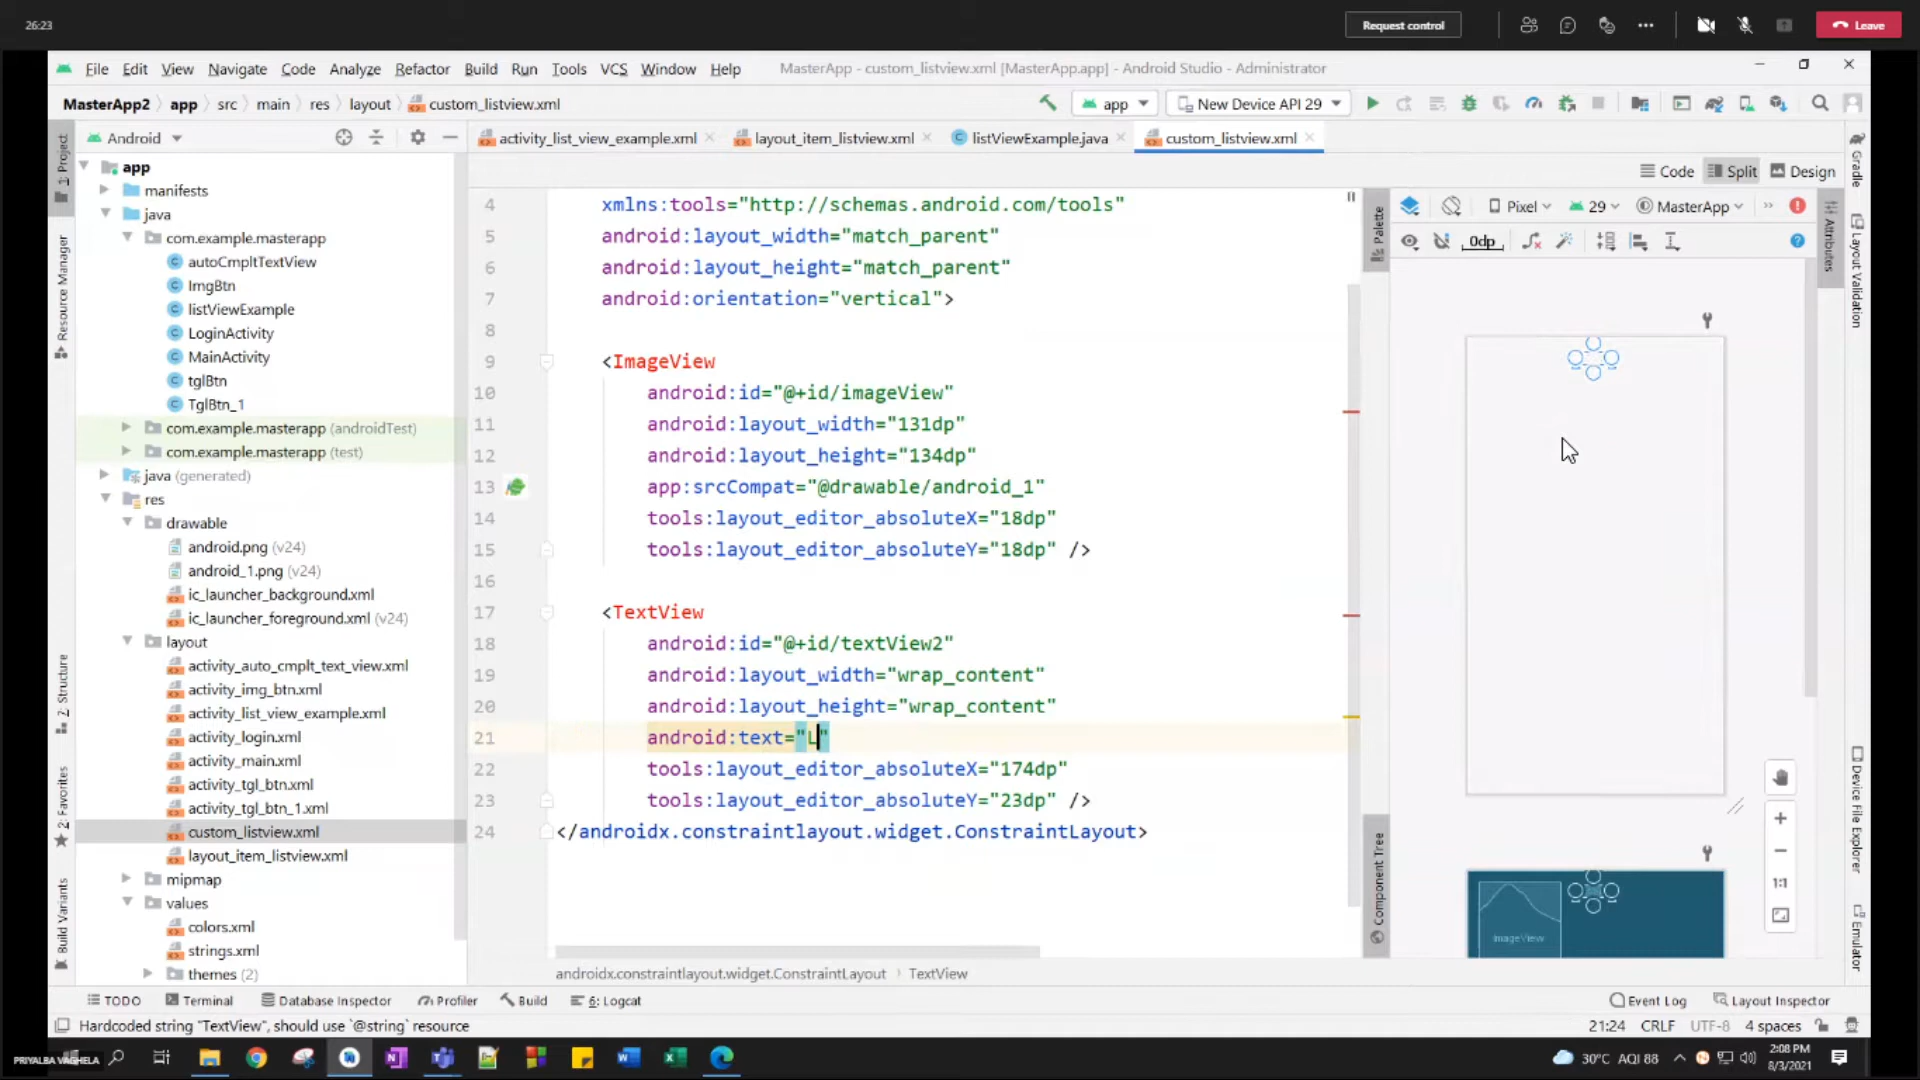 26:23
Request control
Leave
File Edit View Navigate Code Analyze Refactor Build Run Tools VCS Window Help MasterApp - custom_listview.xml [MasterApp.app] - Android Studio - Administrator
MasterApp2 app src main res layout custom_listview.xml
app
New Device API 29
Android
activity_list_view_example.xml
layout_item_listview.xml
listViewExample.java
custom_listview.xml
Code Split Design
1: Project
Resource Manager
7: Structure
2: Favorites
Build Variants
app
manifests
java
com.example.masterapp
autoCmpltTextView
ImgBtn
listViewExample
LoginActivity
MainActivity
tglBtn
TglBtn_1
com.example.masterapp (androidTest)
com.example.masterapp (test)
java (generated)
res
drawable
android.png (v24)
android_1.png (v24)
ic_launcher_background.xml
ic_launcher_foreground.xml (v24)
layout
activity_auto_cmplt_text_view.xml
activity_img_btn.xml
activity_list_view_example.xml
activity_login.xml
activity_main.xml
activity_tgl_btn.xml
activity_tgl_btn_1.xml
custom_listview.xml
layout_item_listview.xml
mipmap
values
colors.xml
strings.xml
themes (2)
4 xmlns:tools="http://schemas.android.com/tools"
5 android:layout_width="match_parent"
6 android:layout_height="match_parent"
7 android:orientation="vertical">
8
9 <ImageView
10 android:id="@+id/imageView"
11 android:layout_width="131dp"
12 android:layout_height="134dp"
13 app:srcCompat="@drawable/android_1"
14 tools:layout_editor_absoluteX="18dp"
15 tools:layout_editor_absoluteY="18dp" />
16
17 <TextView
18 android:id="@+id/textView2"
19 android:layout_width="wrap_content"
20 android:layout_height="wrap_content"
21 android:text="L"
22 tools:layout_editor_absoluteX="174dp"
23 tools:layout_editor_absoluteY="23dp" />
24 </androidx.constraintlayout.widget.ConstraintLayout>
androidx.constraintlayout.widget.ConstraintLayout TextView
Palette
Component Tree
Pixel 29 MasterApp
0dp
imageView
1:1
Attributes
Gradle
Layout Validation
Device File Explorer
Emulator
TODO Terminal Database Inspector Profiler Build 6: Logcat Event Log Layout Inspector
Hardcoded string "TextView", should use `@string` resource
21:24 CRLF UTF-8 4 spaces
PRIYALBA VAGHELA
30°C AQI 88
2:08 PM
8/3/2021